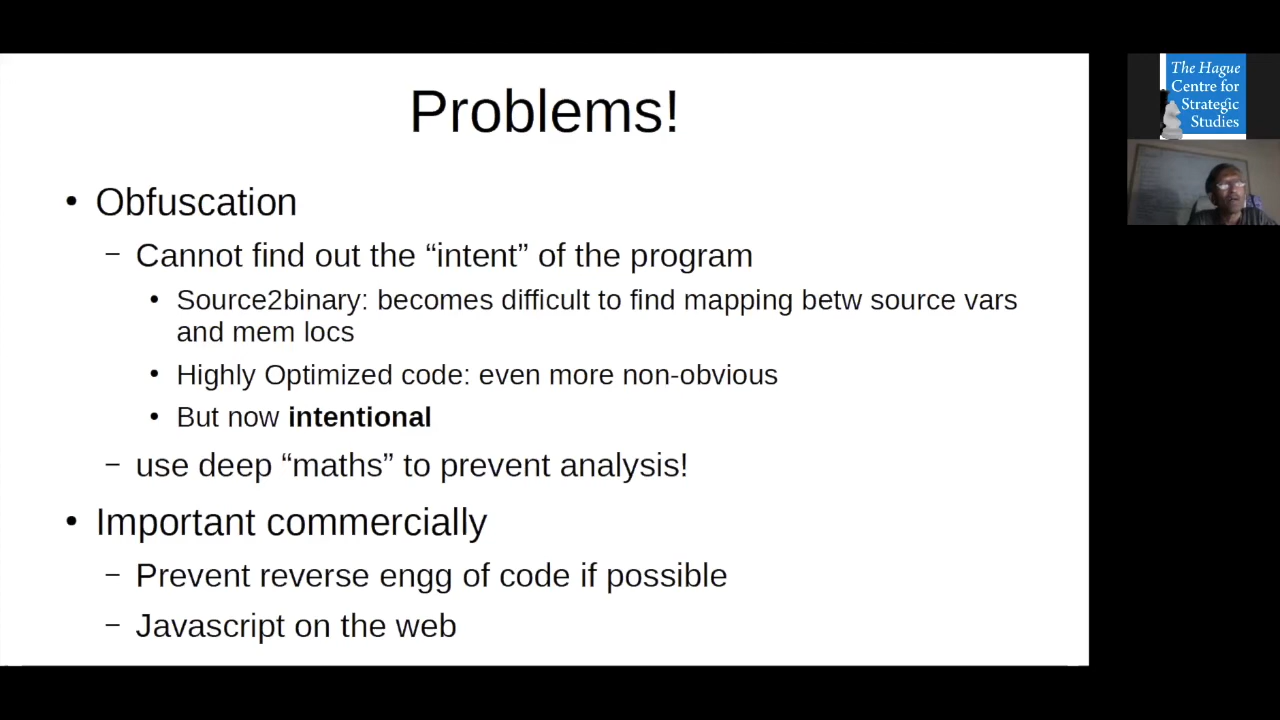 Problems!
Obfuscation
Cannot find out the “intent” of the program
Source2binary: becomes difficult to find mapping betw source vars
and mem locs
Highly Optimized code: even more non-obvious
But now intentional
use deep “maths” to prevent analysis!
Important commercially
Prevent reverse engg of code if possible
Javascript on the web
The Hague
Centre for
Strategic
Studies